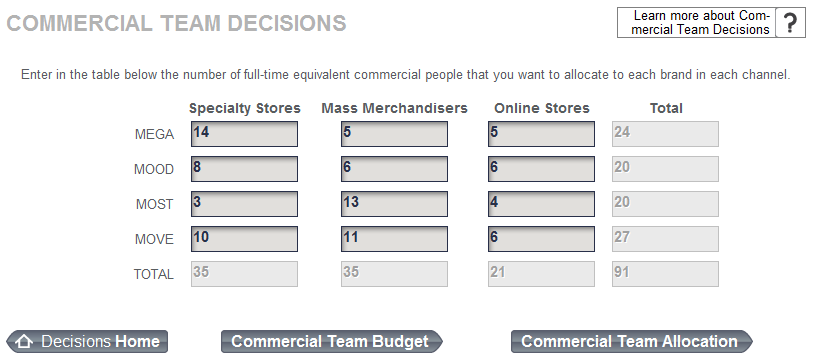 COMMERCIAL TEAM DECISIONS
Learn more about Com-
mercial Team Decisions
?
Enter in the table below the number of full-time equivalent commercial people that you want to allocate to each brand in each channel.
Specialty Stores Mass Merchandisers Online Stores Total
MEGA 14 5 5 24
MOOD 8 6 6 20
MOST 3 13 4 20
MOVE 10 11 6 27
TOTAL 35 35 21 91
Decisions Home Commercial Team Budget Commercial Team Allocation